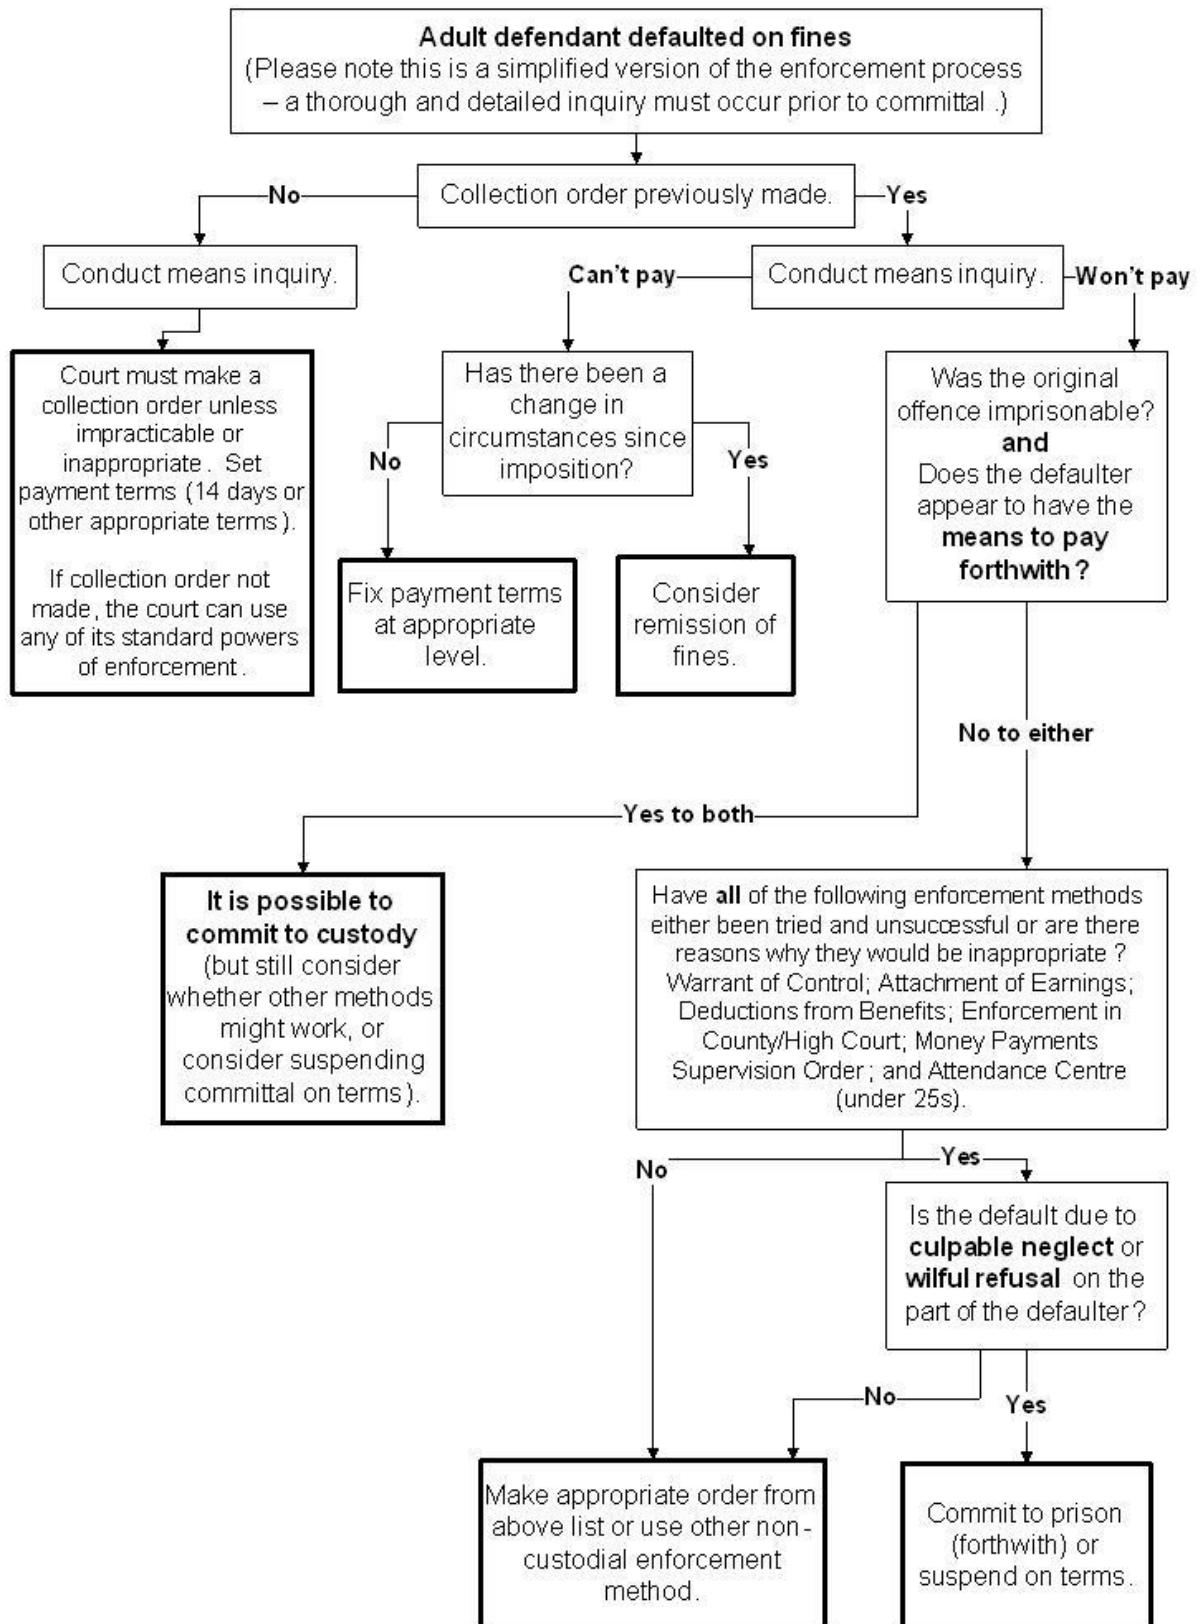 Adult defendant defaulted on fines
(Please note this is a simplified version of the enforcement process
– a thorough and detailed inquiry must occur prior to committal .)
Collection order previously made.
No
Yes
Conduct means inquiry.
Conduct means inquiry.
Can't pay
Won't pay
Court must make a
collection order unless
impracticable or
inappropriate. Set
payment terms (14 days or
other appropriate terms).
If collection order not
made, the court can use
any of its standard powers
of enforcement.
Has there been a
change in
circumstances since
imposition?
No
Yes
Fix payment terms
at appropriate
level.
Consider
remission of
fines.
Was the original
offence imprisonable?
and
Does the defaulter
appear to have the
means to pay
forthwith?
No to either
Yes to both
It is possible to
commit to custody
(but still consider
whether other methods
might work, or
consider suspending
committal on terms).
Have all of the following enforcement methods
either been tried and unsuccessful or are there
reasons why they would be inappropriate?
Warrant of Control; Attachment of Earnings;
Deductions from Benefits; Enforcement in
County/High Court; Money Payments
Supervision Order; and Attendance Centre
(under 25s).
No
Yes
Is the default due to
culpable neglect or
wilful refusal on the
part of the defaulter?
No
Yes
Make appropriate order from
above list or use other non-
custodial enforcement
method.
Commit to prison
(forthwith) or
suspend on terms.